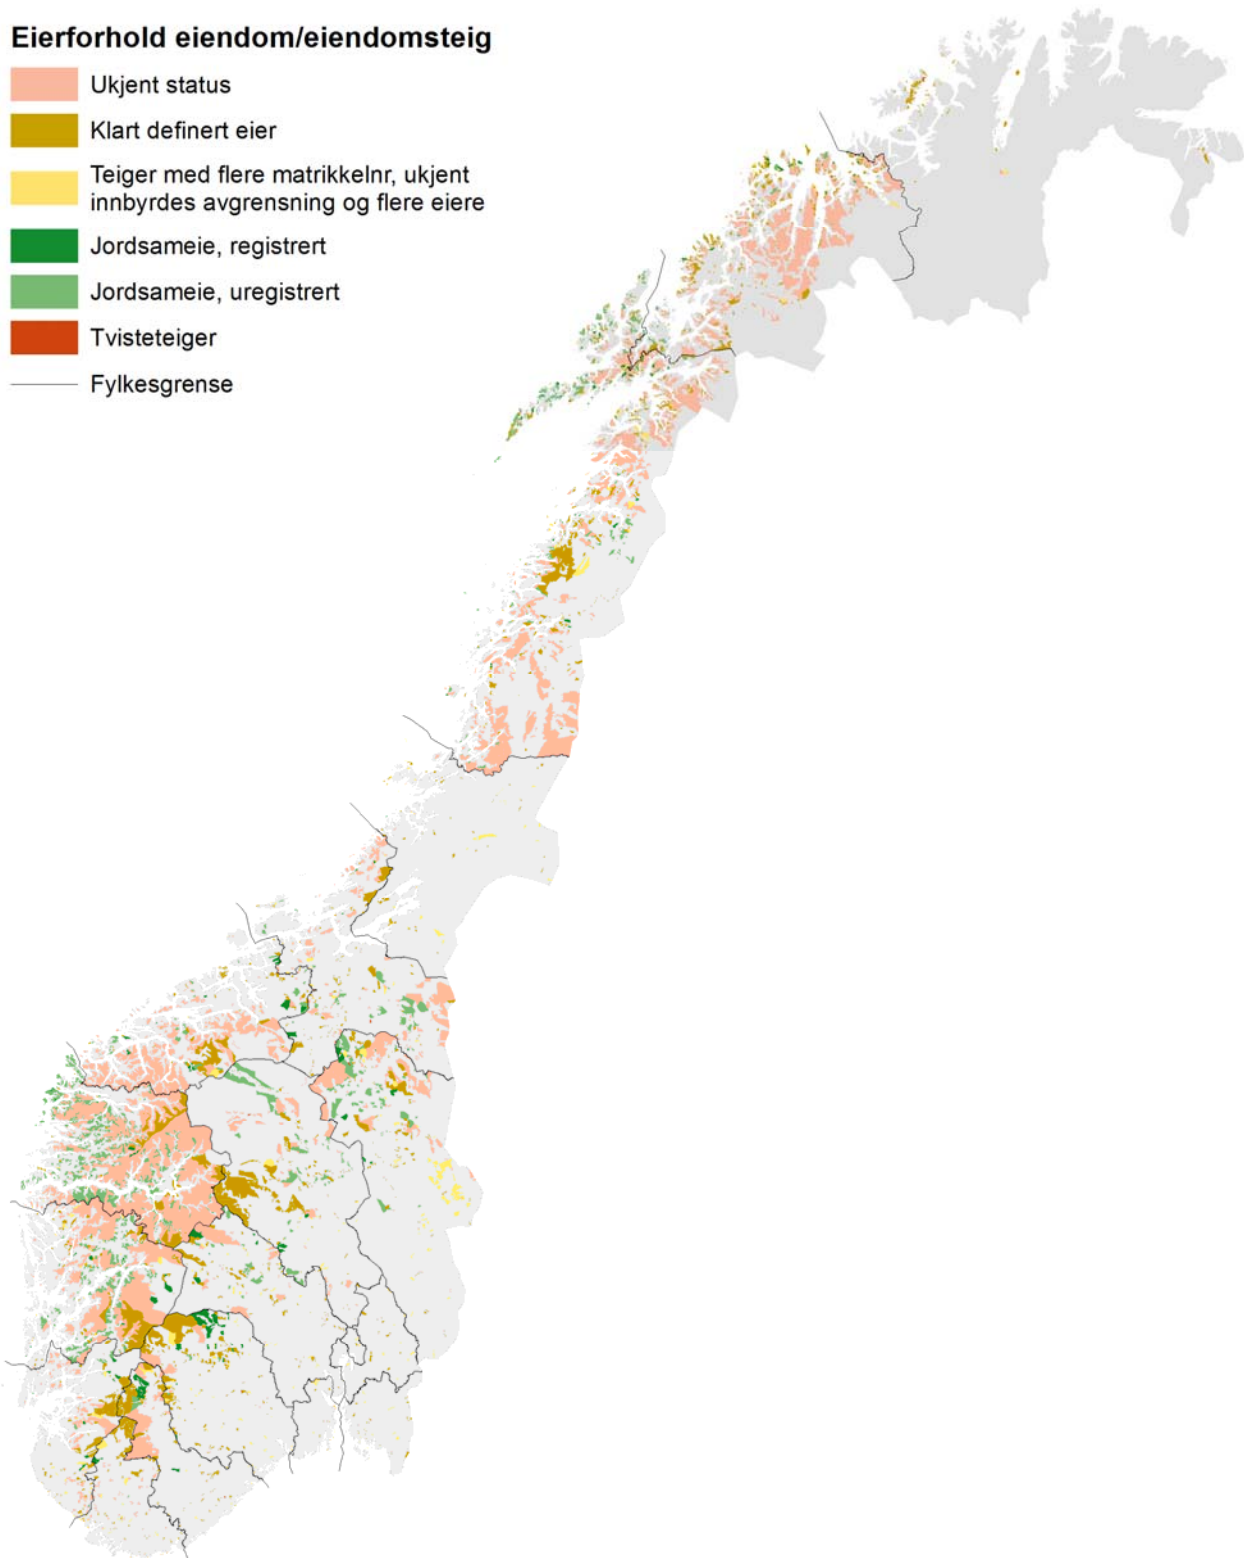 Eierforhold eiendom/eiendomsteig
Ukjent status
Klart definert eier
Teiger med flere matrikkelnr, ukjent
innbyrdes avgrensning og flere eiere
Jordsameie, registrert
Jordsameie, uregistrert
Tvisteteiger
Fylkesgrense